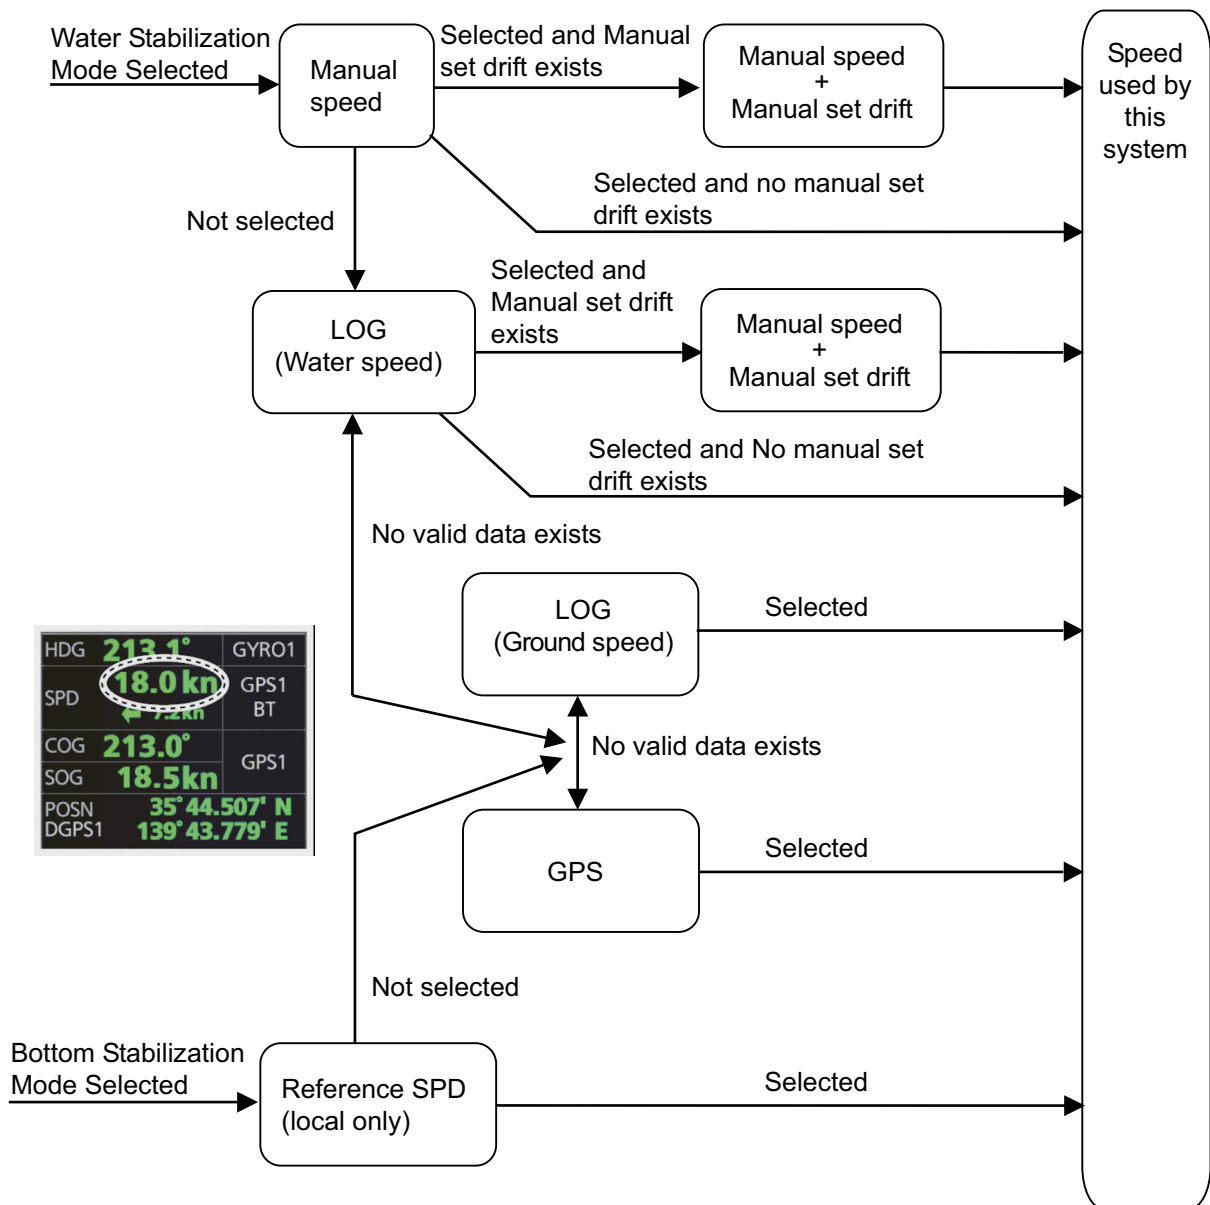 Water Stabilization
Mode Selected
Manual
speed
Selected and Manual
set drift exists
Manual speed
+
Manual set drift
Speed
used by
this
system
Selected and no manual set
drift exists
Not selected
LOG
(Water speed)
Selected and
Manual set drift
exists
Manual speed
+
Manual set drift
Selected and No manual set
drift exists
No valid data exists
LOG
(Ground speed)
Selected
HDG 213.1° GYRO1
SPD 18.0 kn GPS1
7.2kn BT
COG 213.0° GPS1
SOG 18.5kn
POSN 35°44.507' N
DGPS1 139°43.779' E
No valid data exists
GPS
Selected
Not selected
Bottom Stabilization
Mode Selected
Reference SPD
(local only)
Selected